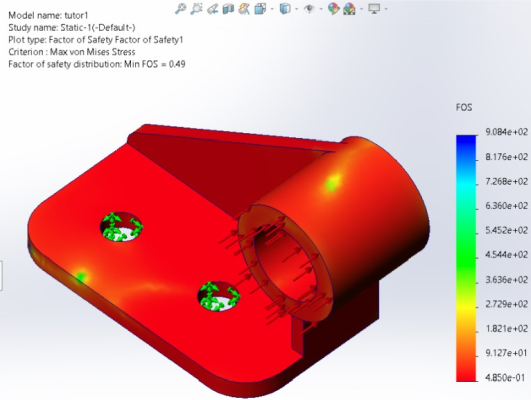 Model name: tutor1
Study name: Static-1(-Default-)
Plot type: Factor of Safety Factor of Safety1
Criterion : Max von Mises Stress
Factor of safety distribution: Min FOS = 0.49
FOS
9.084e+02
8.176e+02
7.268e+02
6.360e+02
5.452e+02
4.544e+02
3.636e+02
2.729e+02
1.821e+02
9.127e+01
4.850e-01